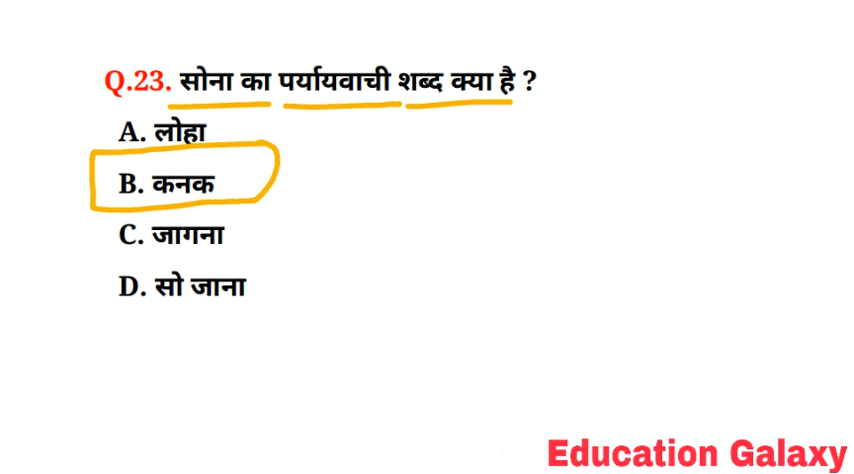 Q.23. सोना का पर्यायवाची शब्द क्या है ?
A. लोहा
B. कनक
C. जागना
D. सो जाना
Education Galaxy